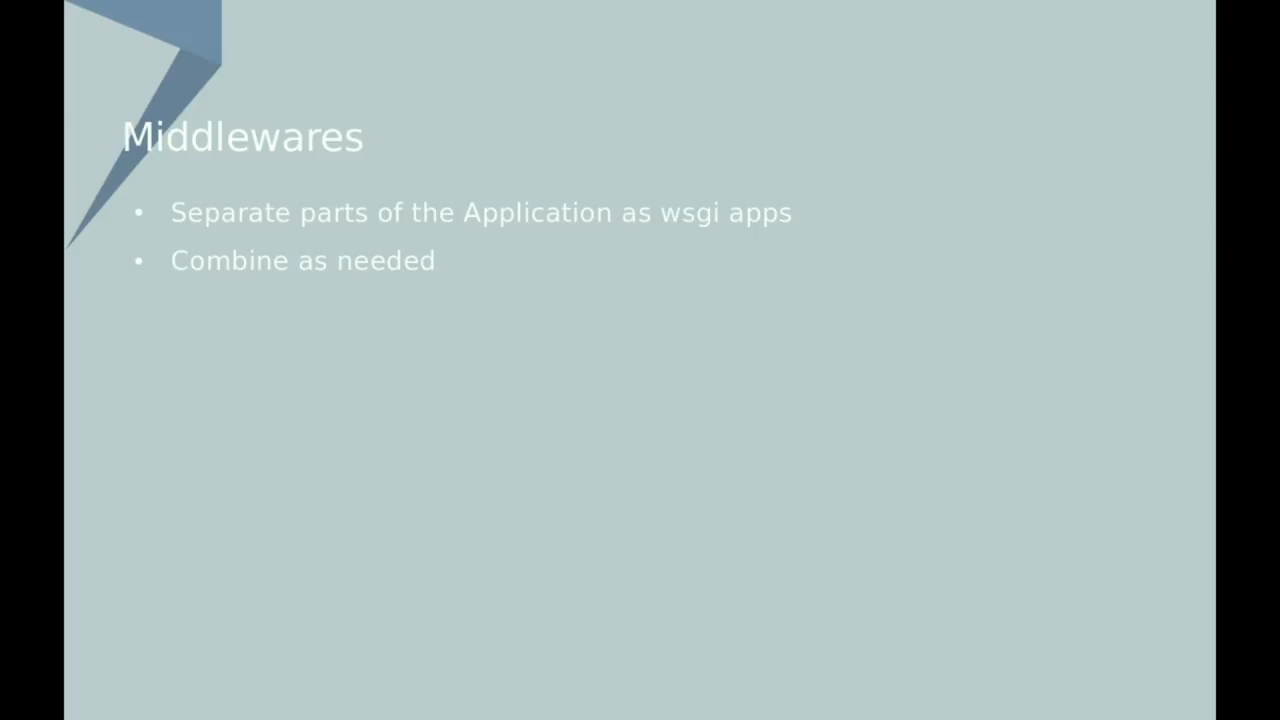 Middlewares
• Separate parts of the Application as wsgi apps
• Combine as needed